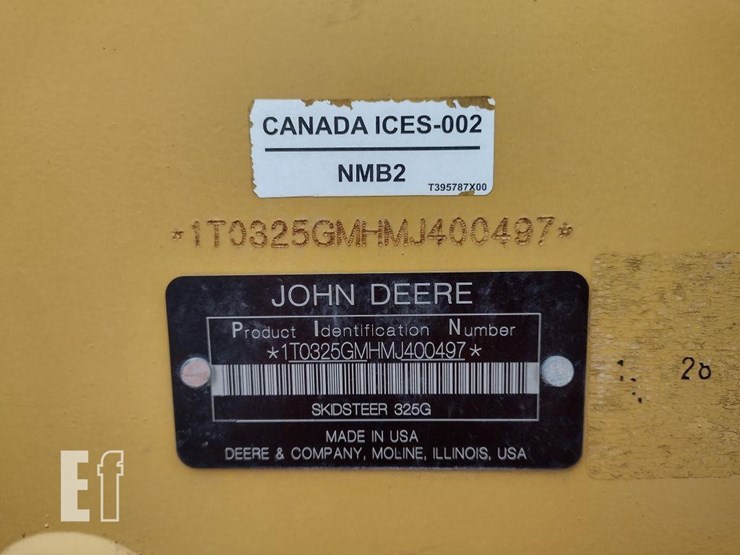 CANADA ICES-002
NMB2
T395787X00
*1T0325GMHMJ400497*
JOHN DEERE
Product Identification Number
*1T0325GMHMJ400497*
SKIDSTEER 325G
MADE IN USA
DEERE & COMPANY, MOLINE, ILLINOIS, USA
28
Ef